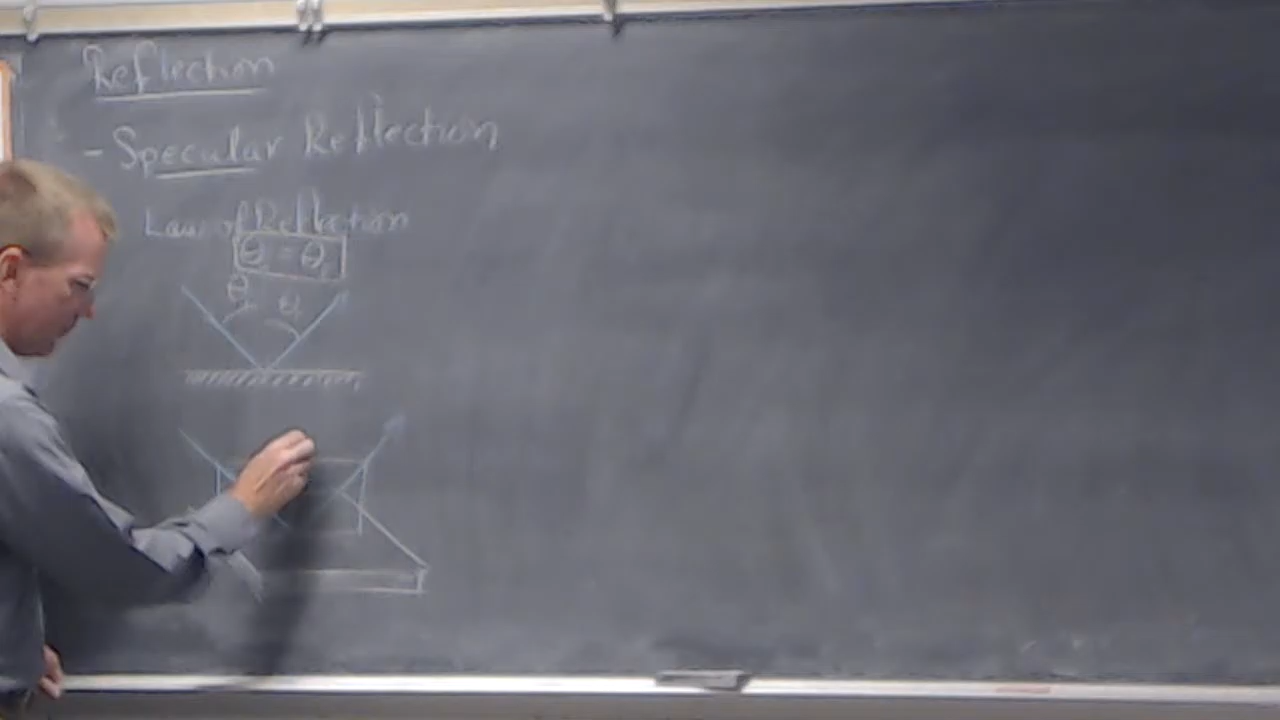 Reflection
- Specular Reflection
Law of Reflection
θi = θr
θi
θr